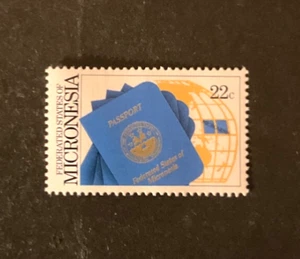 FEDERATED STATES OF
MICRONESIA
22c
PASSPORT
Federated States of
Micronesia